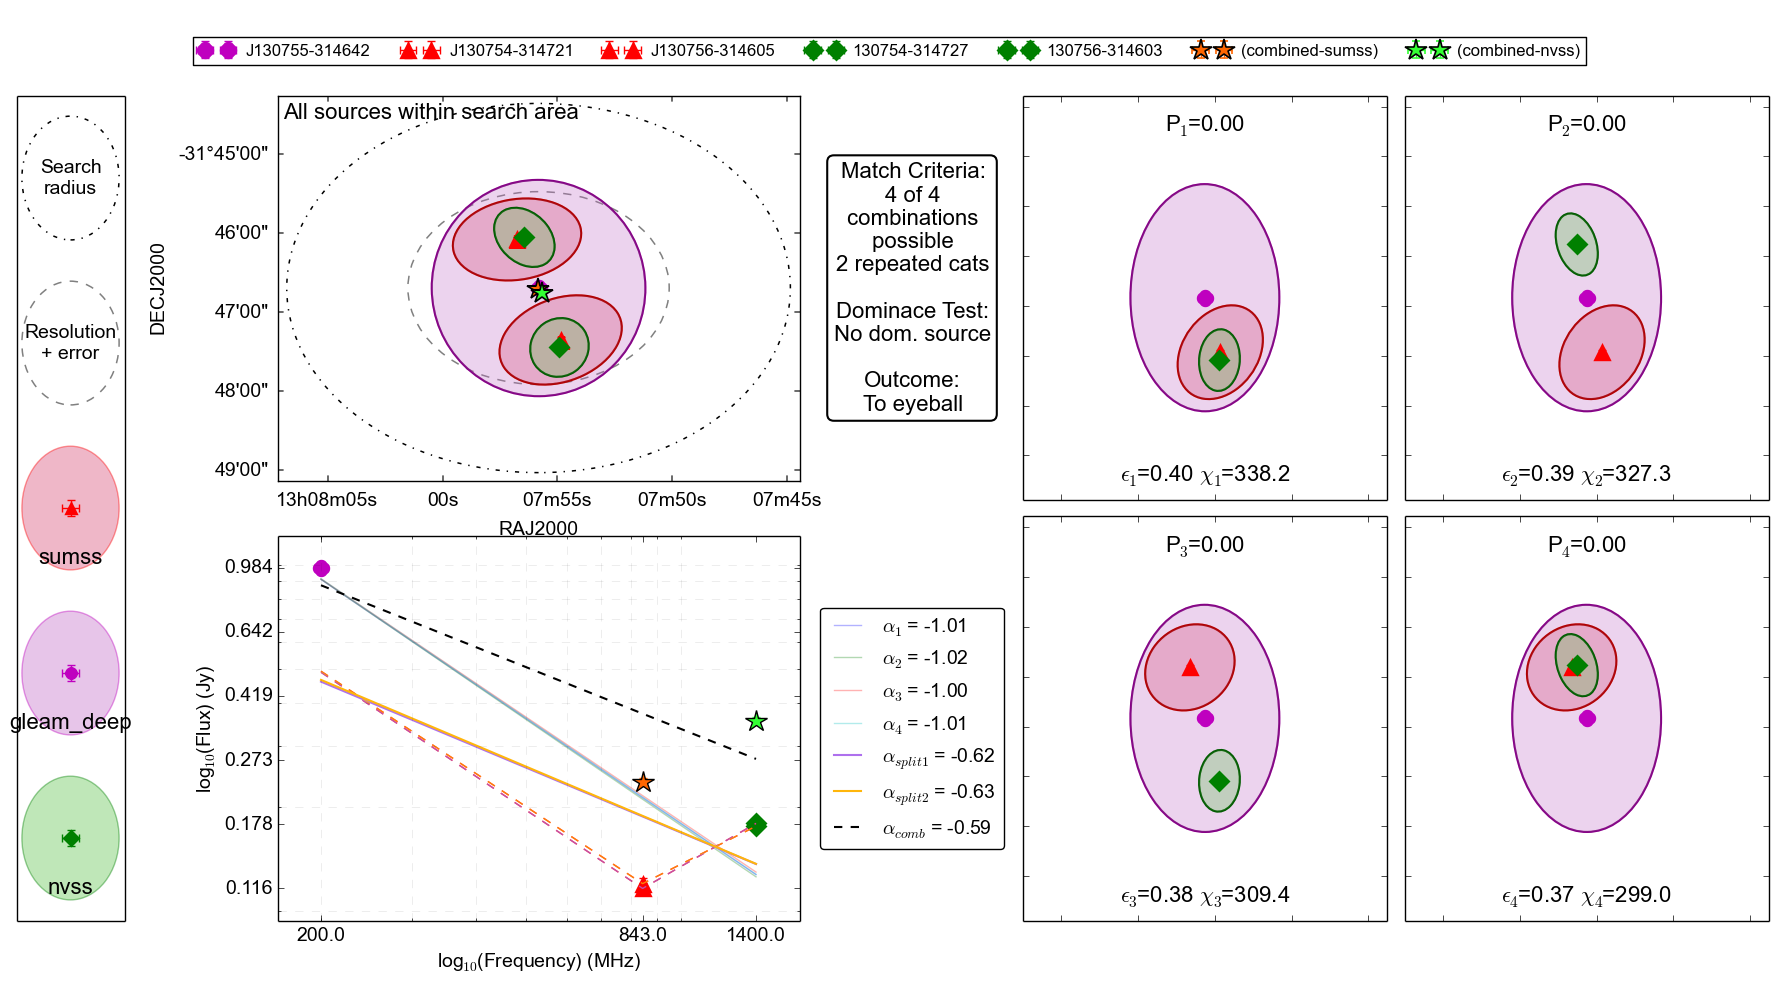 J130755-314642 J130754-314721 J130756-314605 130754-314727 130756-314603 (combined-sumss) (combined-nvss)
Search
radius
Resolution
+ error
sumss
gleam_deep
nvss
All sources within search area
DECJ2000
-31°45'00"
46'00"
47'00"
48'00"
49'00"
13h08m05s 00s 07m55s 07m50s 07m45s
RAJ2000
Match Criteria:
4 of 4
combinations
possible
2 repeated cats
Dominace Test:
No dom. source
Outcome:
To eyeball
P1=0.00
ϵ1=0.40 χ1=338.2
P2=0.00
ϵ2=0.39 χ2=327.3
log10(Flux) (Jy)
0.984
0.642
0.419
0.273
0.178
0.116
200.0 843.0 1400.0
log10(Frequency) (MHz)
α1 = -1.01
α2 = -1.02
α3 = -1.00
α4 = -1.01
αsplit1 = -0.62
αsplit2 = -0.63
αcomb = -0.59
P3=0.00
ϵ3=0.38 χ3=309.4
P4=0.00
ϵ4=0.37 χ4=299.0